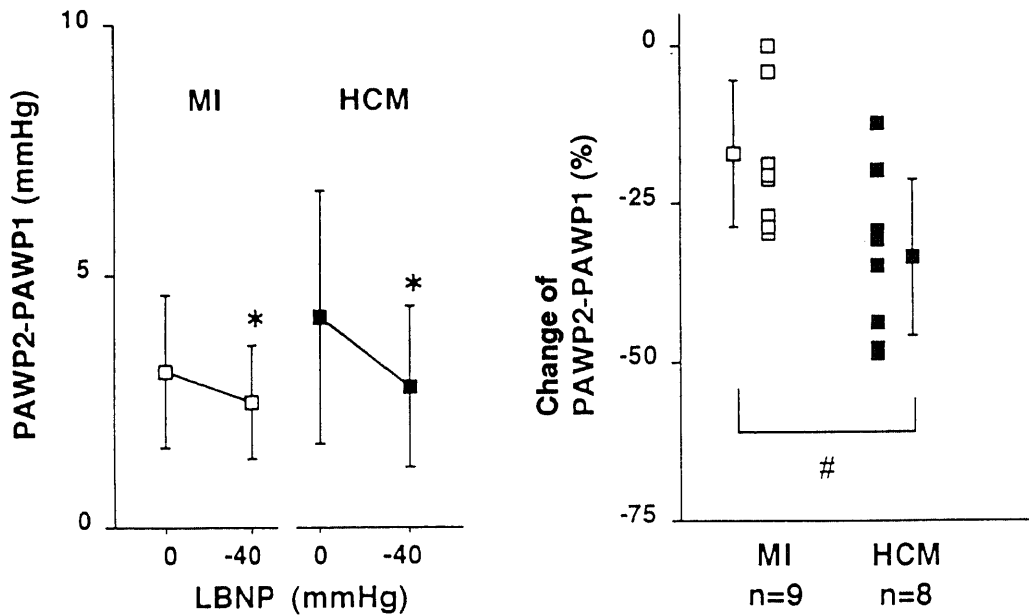 10
5
0
PAWP2-PAWP1 (mmHg)
MI
HCM
*
*
0
-40
0
-40
LBNP (mmHg)
0
-25
-50
-75
Change of
PAWP2-PAWP1 (%)
#
MI
HCM
n=9
n=8